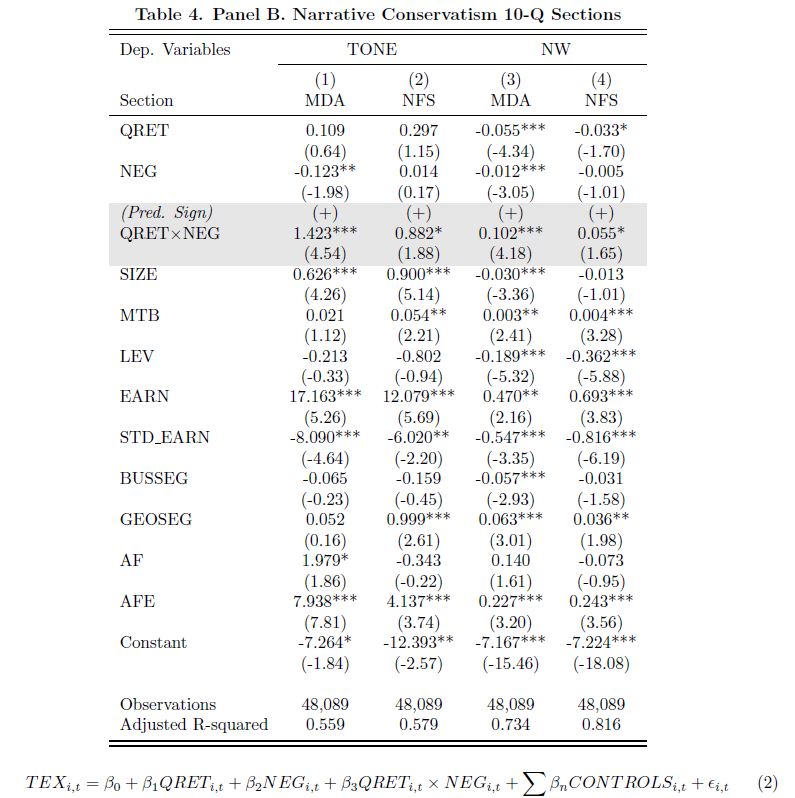 Table 4. Panel B. Narrative Conservatism 10-Q Sections
Dep. Variables TONE NW
(1) (2) (3) (4)
Section MDA NFS MDA NFS
QRET 0.109 0.297 -0.055*** -0.033*
(0.64) (1.15) (-4.34) (-1.70)
NEG -0.123** 0.014 -0.012*** -0.005
(-1.98) (0.17) (-3.05) (-1.01)
(Pred. Sign) (+) (+) (+) (+)
QRET×NEG 1.423*** 0.882* 0.102*** 0.055*
(4.54) (1.88) (4.18) (1.65)
SIZE 0.626*** 0.900*** -0.030*** -0.013
(4.26) (5.14) (-3.36) (-1.01)
MTB 0.021 0.054** 0.003** 0.004***
(1.12) (2.21) (2.41) (3.28)
LEV -0.213 -0.802 -0.189*** -0.362***
(-0.33) (-0.94) (-5.32) (-5.88)
EARN 17.163*** 12.079*** 0.470** 0.693***
(5.26) (5.69) (2.16) (3.83)
STD_EARN -8.090*** -6.020** -0.547*** -0.816***
(-4.64) (-2.20) (-3.35) (-6.19)
BUSSEG -0.065 -0.159 -0.057*** -0.031
(-0.23) (-0.45) (-2.93) (-1.58)
GEOSEG 0.052 0.999*** 0.063*** 0.036**
(0.16) (2.61) (3.01) (1.98)
AF 1.979* -0.343 0.140 -0.073
(1.86) (-0.22) (1.61) (-0.95)
AFE 7.938*** 4.137*** 0.227*** 0.243***
(7.81) (3.74) (3.20) (3.56)
Constant -7.264* -12.393** -7.167*** -7.224***
(-1.84) (-2.57) (-15.46) (-18.08)
Observations 48,089 48,089 48,089 48,089
Adjusted R-squared 0.559 0.579 0.734 0.816
TEX_{i,t} = β_0 + β_1QRET_{i,t} + β_2NEG_{i,t} + β_3QRET_{i,t} × NEG_{i,t} + ∑ β_nCONTROLS_{i,t} + ϵ_{i,t} (2)